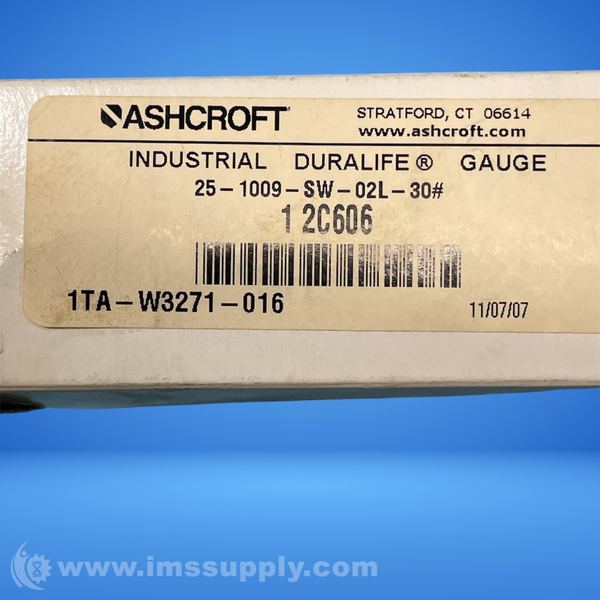 ASHCROFT
STRATFORD, CT 06614
www.ashcroft.com
INDUSTRIAL DURALIFE® GAUGE
25-1009-SW-02L-30#
1 2C606
1TA-W3271-016
11/07/07
www.imssupply.com